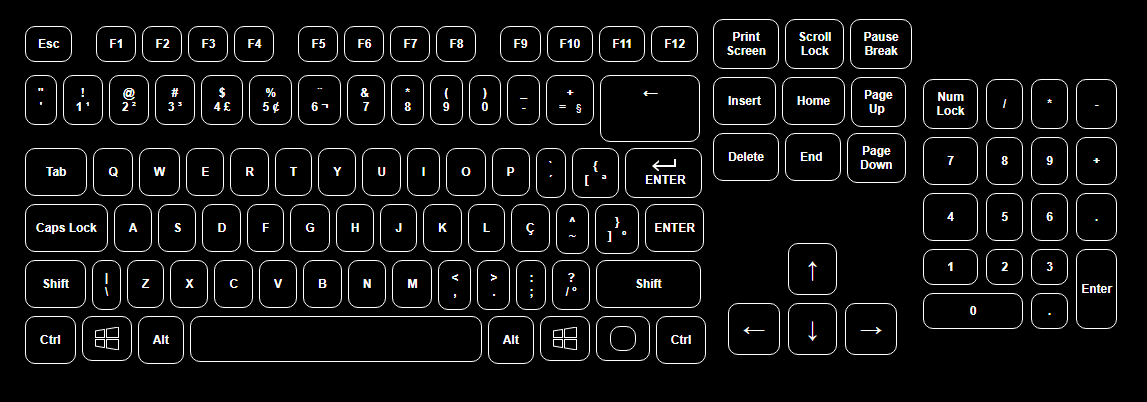 Esc F1 F2 F3 F4 F5 F6 F7 F8 F9 F10 F11 F12 Print Screen Scroll Lock Pause Break
" ! @ # $ % ¨ & * ( ) _ + ←
' 1 ¹ 2 ² 3 ³ 4 £ 5 ¢ 6 ¬ 7 8 9 0 - = §
Insert Home Page Up Num Lock / * -
Tab Q W E R T Y U I O P ` { ENTER
´ [ ª
Delete End Page Down 7 8 9 +
Caps Lock A S D F G H J K L Ç ^ } ENTER
~ ] º
4 5 6 .
Shift | Z X C V B N M < > : ? Shift
\ , . ; / °
↑ 1 2 3 Enter
Ctrl Alt Alt Ctrl
← ↓ → 0 .